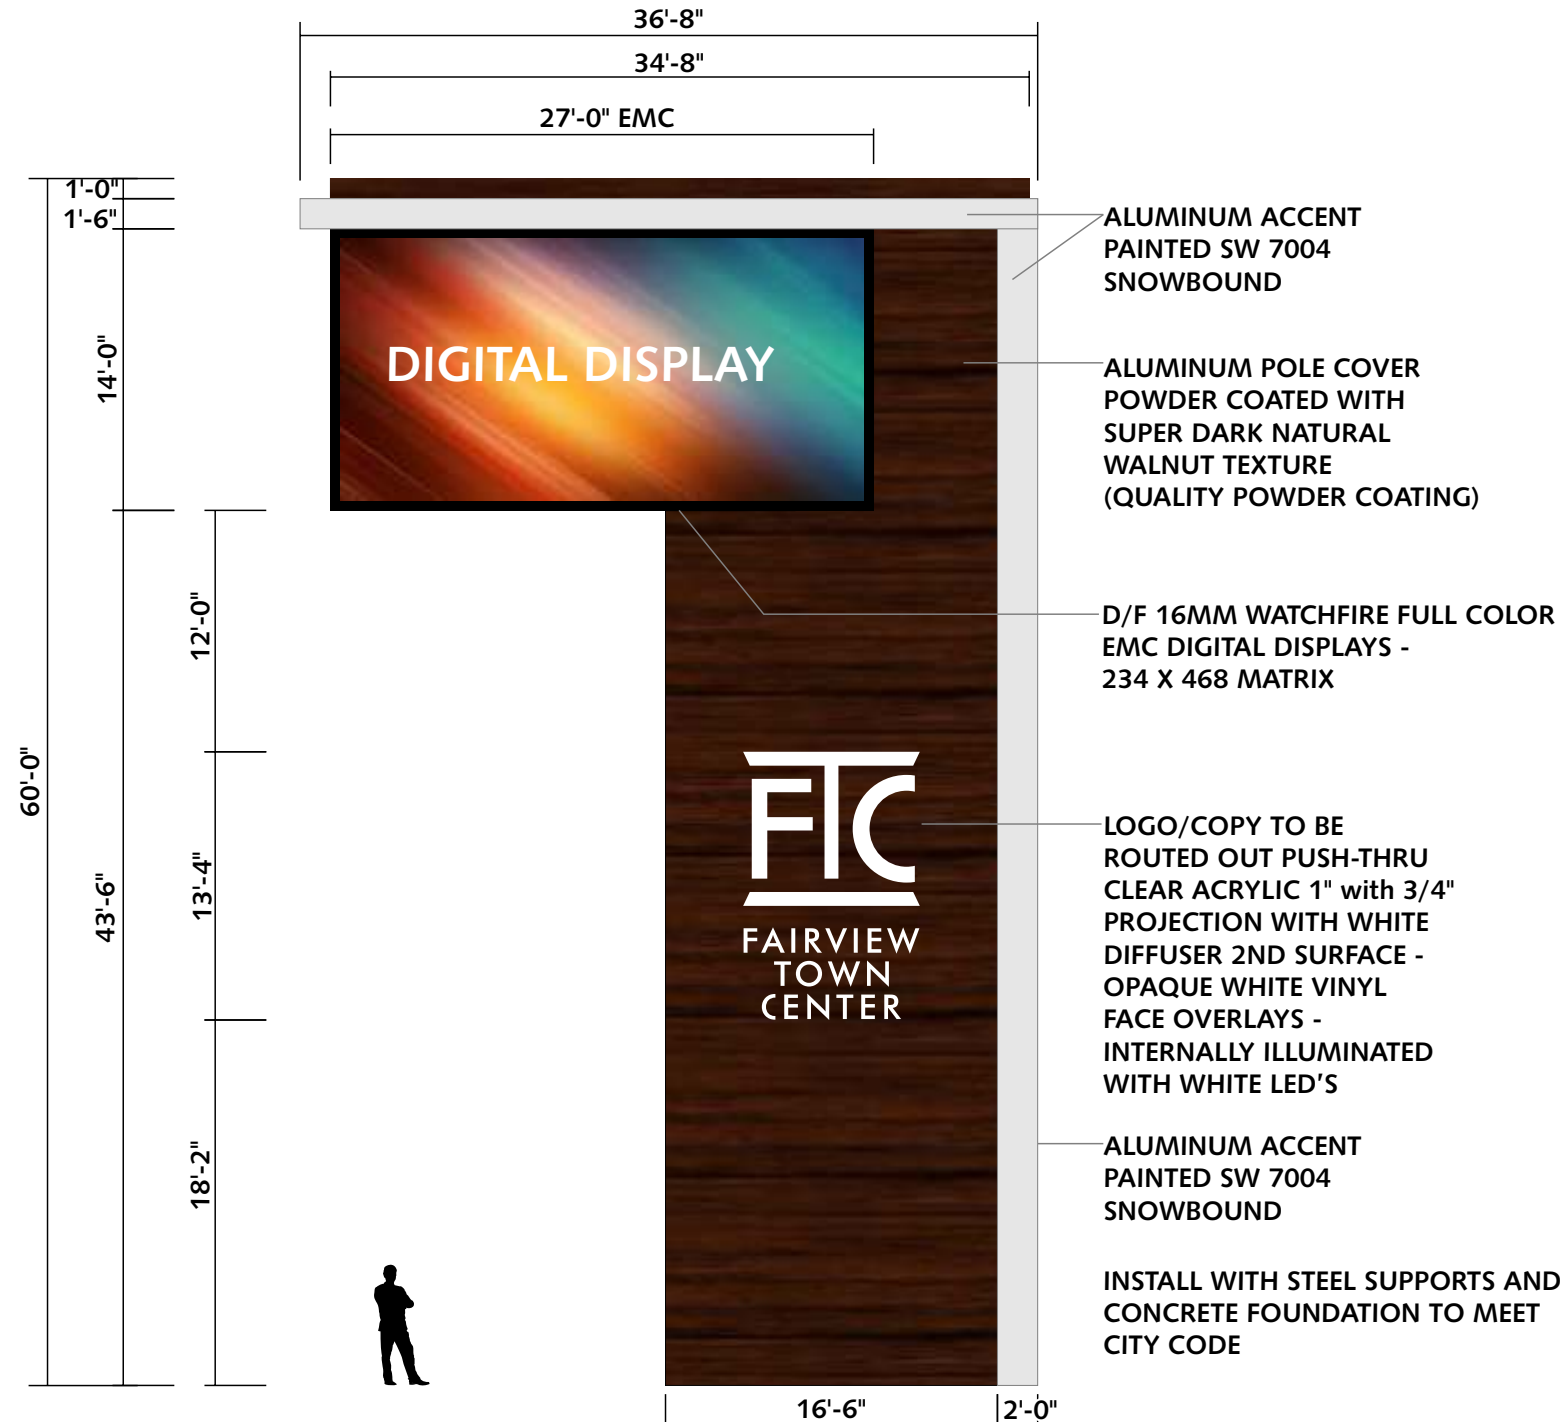 36'-8"
34'-8"
27'-0" EMC
1'-0"
1'-6"
14'-0"
12'-0"
60'-0"
43'-6"
13'-4"
18'-2"
DIGITAL DISPLAY
FTC
FAIRVIEW
TOWN
CENTER
ALUMINUM ACCENT
PAINTED SW 7004
SNOWBOUND
ALUMINUM POLE COVER
POWDER COATED WITH
SUPER DARK NATURAL
WALNUT TEXTURE
(QUALITY POWDER COATING)
D/F 16MM WATCHFIRE FULL COLOR
EMC DIGITAL DISPLAYS -
234 X 468 MATRIX
LOGO/COPY TO BE
ROUTED OUT PUSH-THRU
CLEAR ACRYLIC 1" with 3/4"
PROJECTION WITH WHITE
DIFFUSER 2ND SURFACE -
OPAQUE WHITE VINYL
FACE OVERLAYS -
INTERNALLY ILLUMINATED
WITH WHITE LED'S
ALUMINUM ACCENT
PAINTED SW 7004
SNOWBOUND
INSTALL WITH STEEL SUPPORTS AND
CONCRETE FOUNDATION TO MEET
CITY CODE
16'-6"
2'-0"